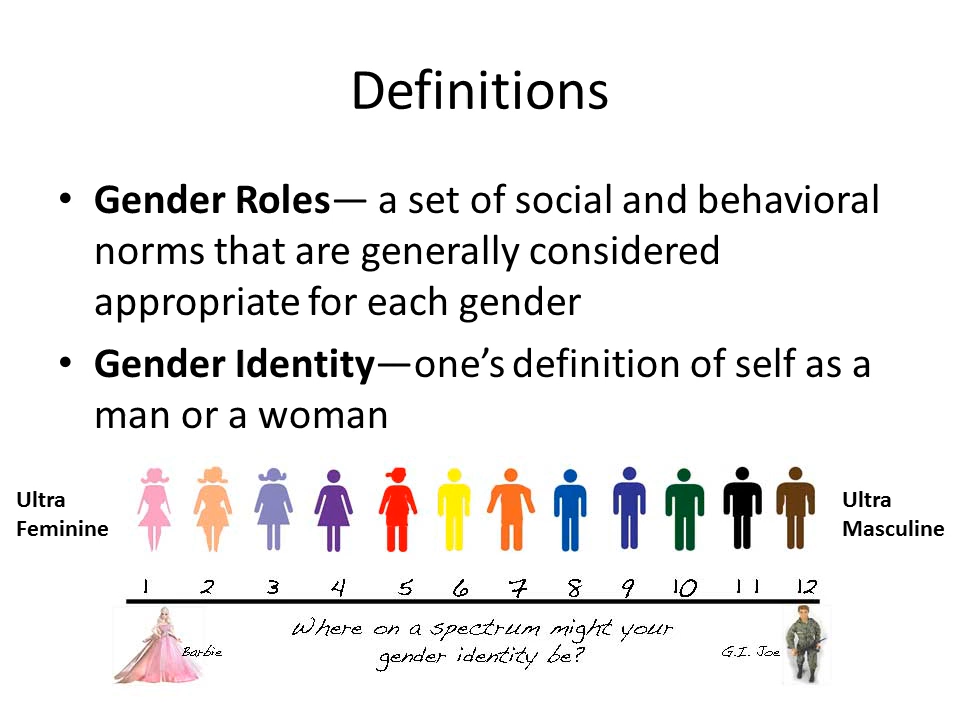 Definitions
• Gender Roles— a set of social and behavioral
norms that are generally considered
appropriate for each gender
• Gender Identity—one’s definition of self as a
man or a woman
Ultra
Feminine
Ultra
Masculine
1 2 3 4 5 6 7 8 9 10 11 12
Where on a spectrum might your
gender identity be?
Barbie
G.I. Joe